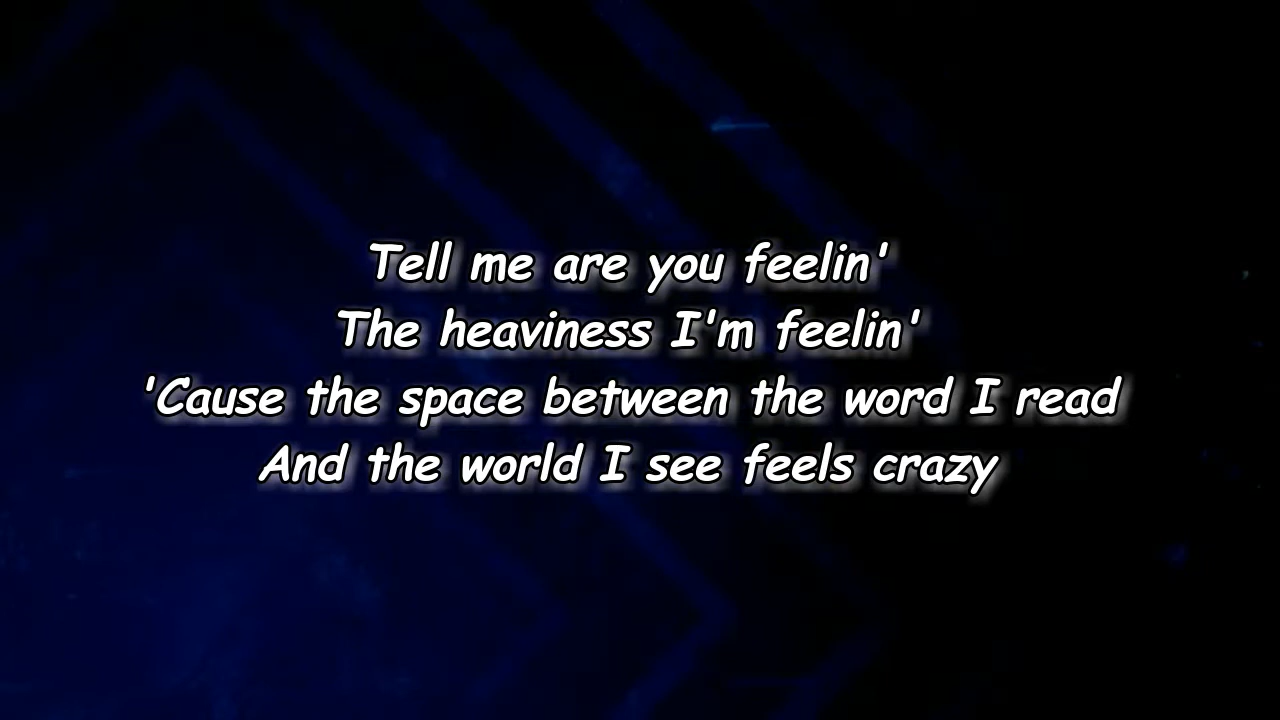 Tell me are you feelin'
The heaviness I'm feelin'
'Cause the space between the word I read
And the world I see feels crazy